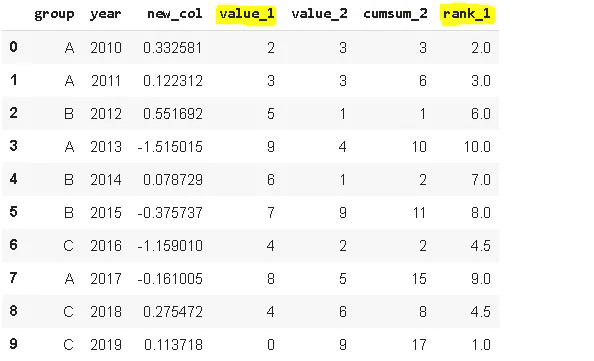 group year new_col value_1 value_2 cumsum_2 rank_1
0 A 2010 0.332581 2 3 3 2.0
1 A 2011 0.122312 3 3 6 3.0
2 B 2012 0.551692 5 1 1 6.0
3 A 2013 -1.515015 9 4 10 10.0
4 B 2014 0.078729 6 1 2 7.0
5 B 2015 -0.375737 7 9 11 8.0
6 C 2016 -1.159010 4 2 2 4.5
7 A 2017 -0.161005 8 5 15 9.0
8 C 2018 0.275472 4 6 8 4.5
9 C 2019 0.113718 0 9 17 1.0